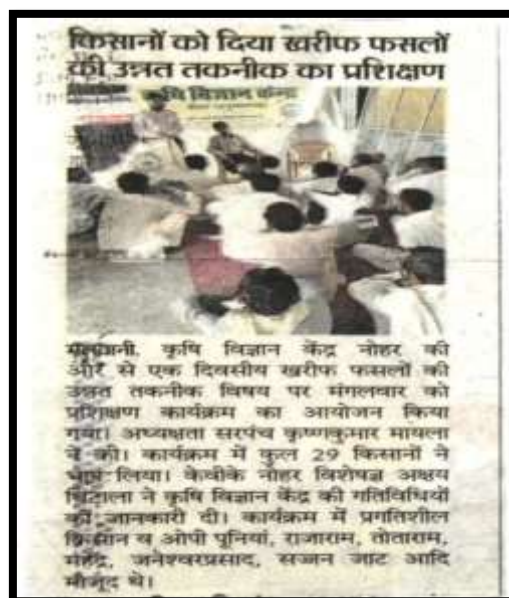 किसानों को दिया खरीफ फसलों
की उन्नत तकनीक का प्रशिक्षण
कृषि विज्ञान केन्द्र
कृषि विज्ञान केंद्र नोहर की
ओर से एक दिवसीय खरीफ फसलों की
उन्नत तकनीक विषय पर मंगलवार को
प्रशिक्षण कार्यक्रम का आयोजन किया
गया। अध्यक्षता सरपंच कृष्णकुमार मायला
ने की। कार्यक्रम में कुल 29 किसानों ने
भाग लिया। केवीके नोहर विशेषज्ञ अक्षय
घिंटाला ने कृषि विज्ञान केंद्र की गतिविधियों
की जानकारी दी। कार्यक्रम में प्रगतिशील
किसान व ओपी पूनियां, राजाराम, तोताराम,
महेंद्र, जनेश्वरप्रसाद, सज्जन जाट आदि
मौजूद थे।